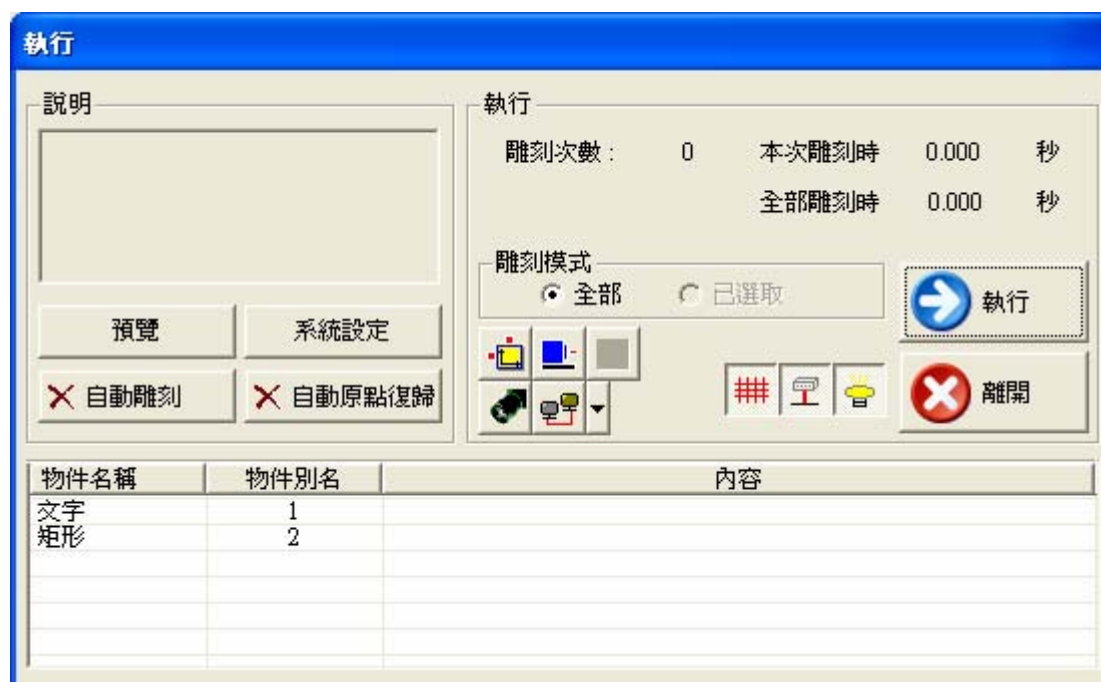 執行
說明
預覽
系統設定
自動雕刻
自動原點復歸
執行
雕刻次數: 0 本次雕刻時 0.000 秒
全部雕刻時 0.000 秒
雕刻模式
全部 已選取
執行
離開
物件名稱 物件別名 內容
文字 1
矩形 2